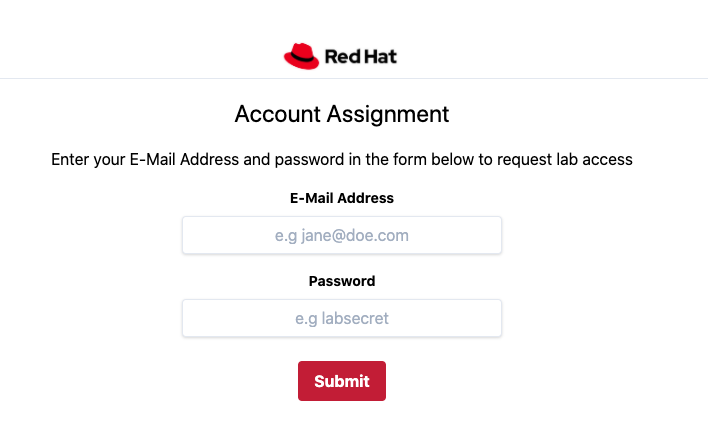 Red Hat
Account Assignment
Enter your E-Mail Address and password in the form below to request lab access
E-Mail Address
e.g jane@doe.com
Password
e.g labsecret
Submit